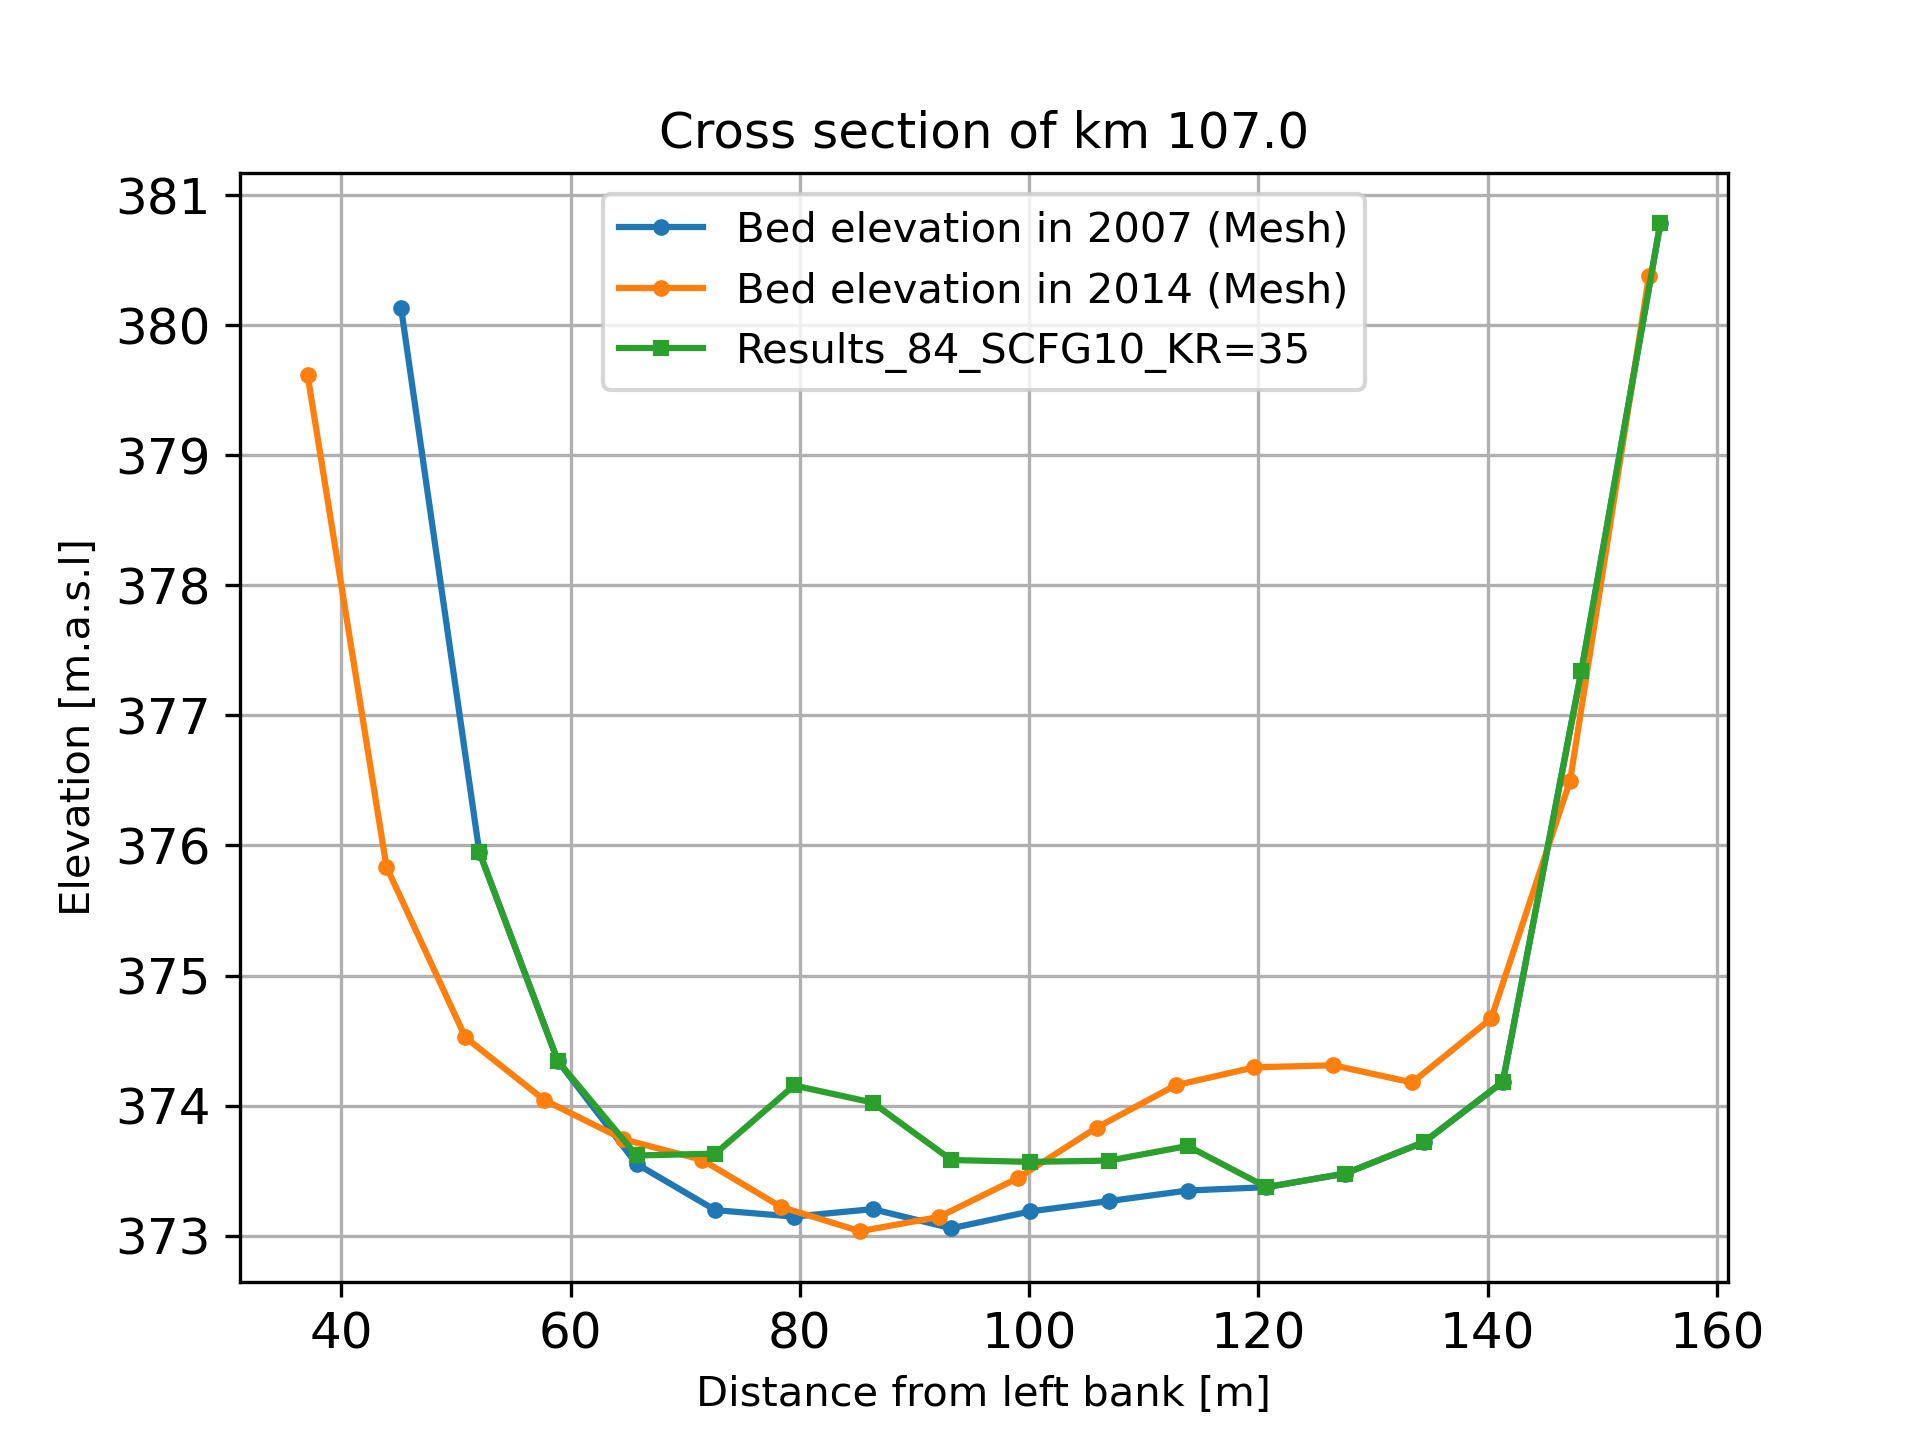 Cross section of km 107.0
Bed elevation in 2007 (Mesh)
Bed elevation in 2014 (Mesh)
Results_84_SCFG10_KR=35
Elevation [m.a.s.l]
381
380
379
378
377
376
375
374
373
40 60 80 100 120 140 160
Distance from left bank [m]